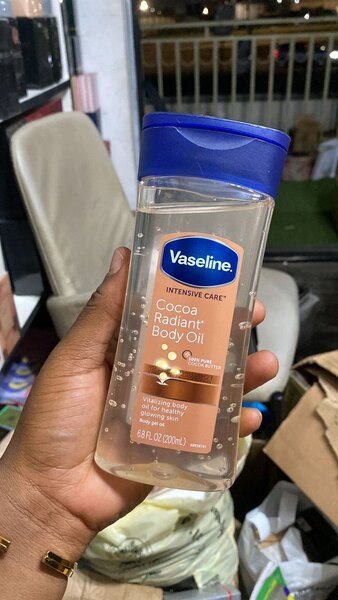 Vaseline.
INTENSIVE CARE™
Cocoa
Radiant®
Body Oil
100% PURE
COCOA BUTTER
Vitalizing body
oil for healthy
glowing skin
Body gel oil
6.8 FL OZ (200mL)